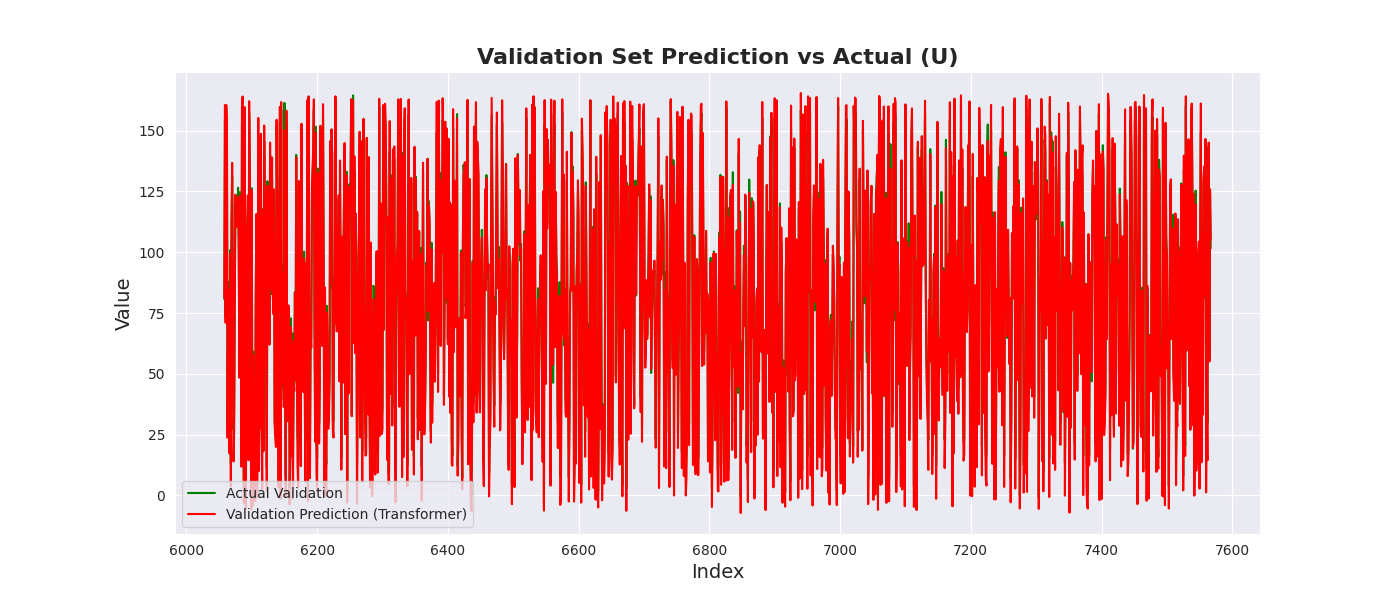 Validation Set Prediction vs Actual (U)
Value
150
125
100
75
50
25
0
Actual Validation
Validation Prediction (Transformer)
6000 6200 6400 6600 6800 7000 7200 7400 7600
Index